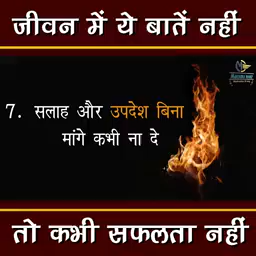 जीवन में ये बातें नहीं
7. सलाह और उपदेश बिना
मांगे कभी ना दे
तो कभी सफलता नहीं